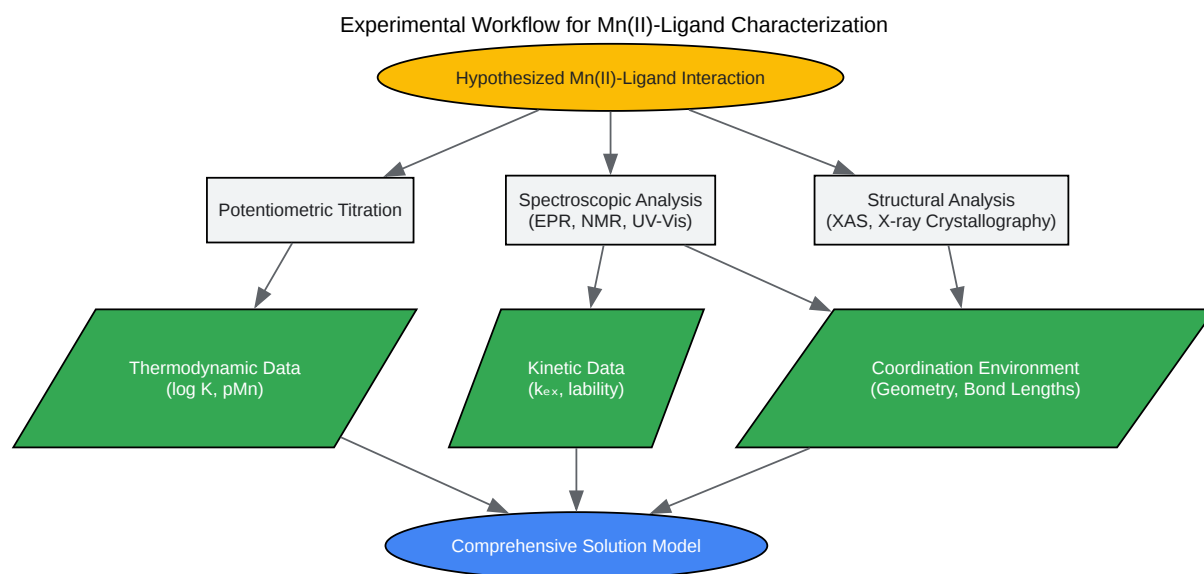 Experimental Workflow for Mn(II)-Ligand Characterization
Hypothesized Mn(II)-Ligand Interaction
Potentiometric Titration
Spectroscopic Analysis
(EPR, NMR, UV-Vis)
Structural Analysis
(XAS, X-ray Crystallography)
Thermodynamic Data
(log K, pMn)
Kinetic Data
(kₑₓ, lability)
Coordination Environment
(Geometry, Bond Lengths)
Comprehensive Solution Model